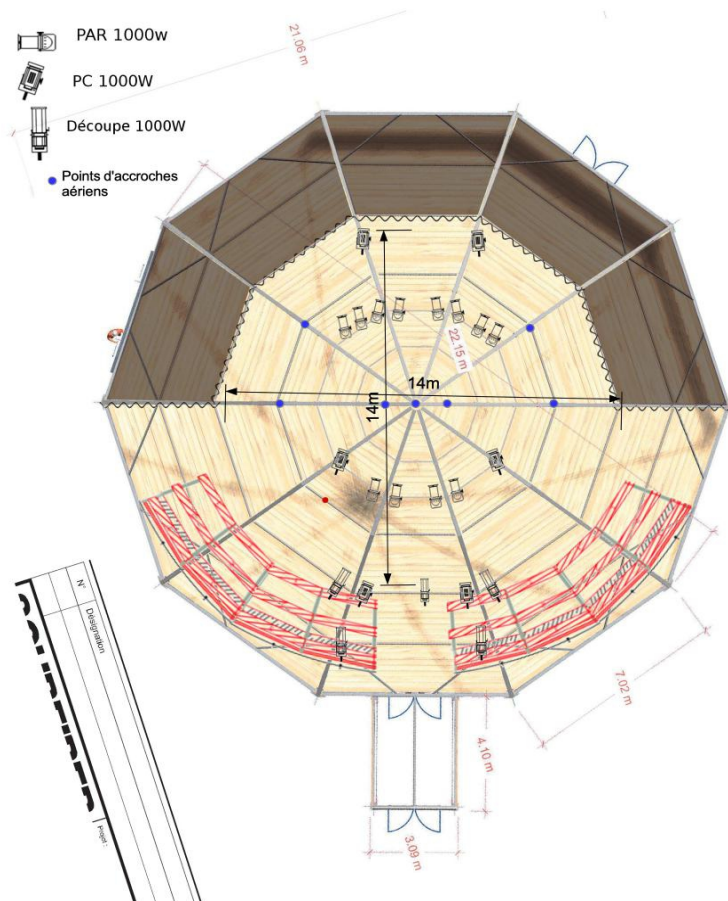 PAR 1000w
PC 1000W
Découpe 1000W
Points d'accroches
aériens
21.06 m
22.15 m
14m
14m
7.02 m
4.10 m
3.09 m
N°
Désignation
Projet :